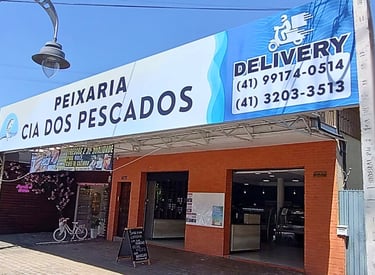 PEIXARIA
CIA DOS PESCADOS
DELIVERY
(41) 99174-0514
(41) 3203-3513